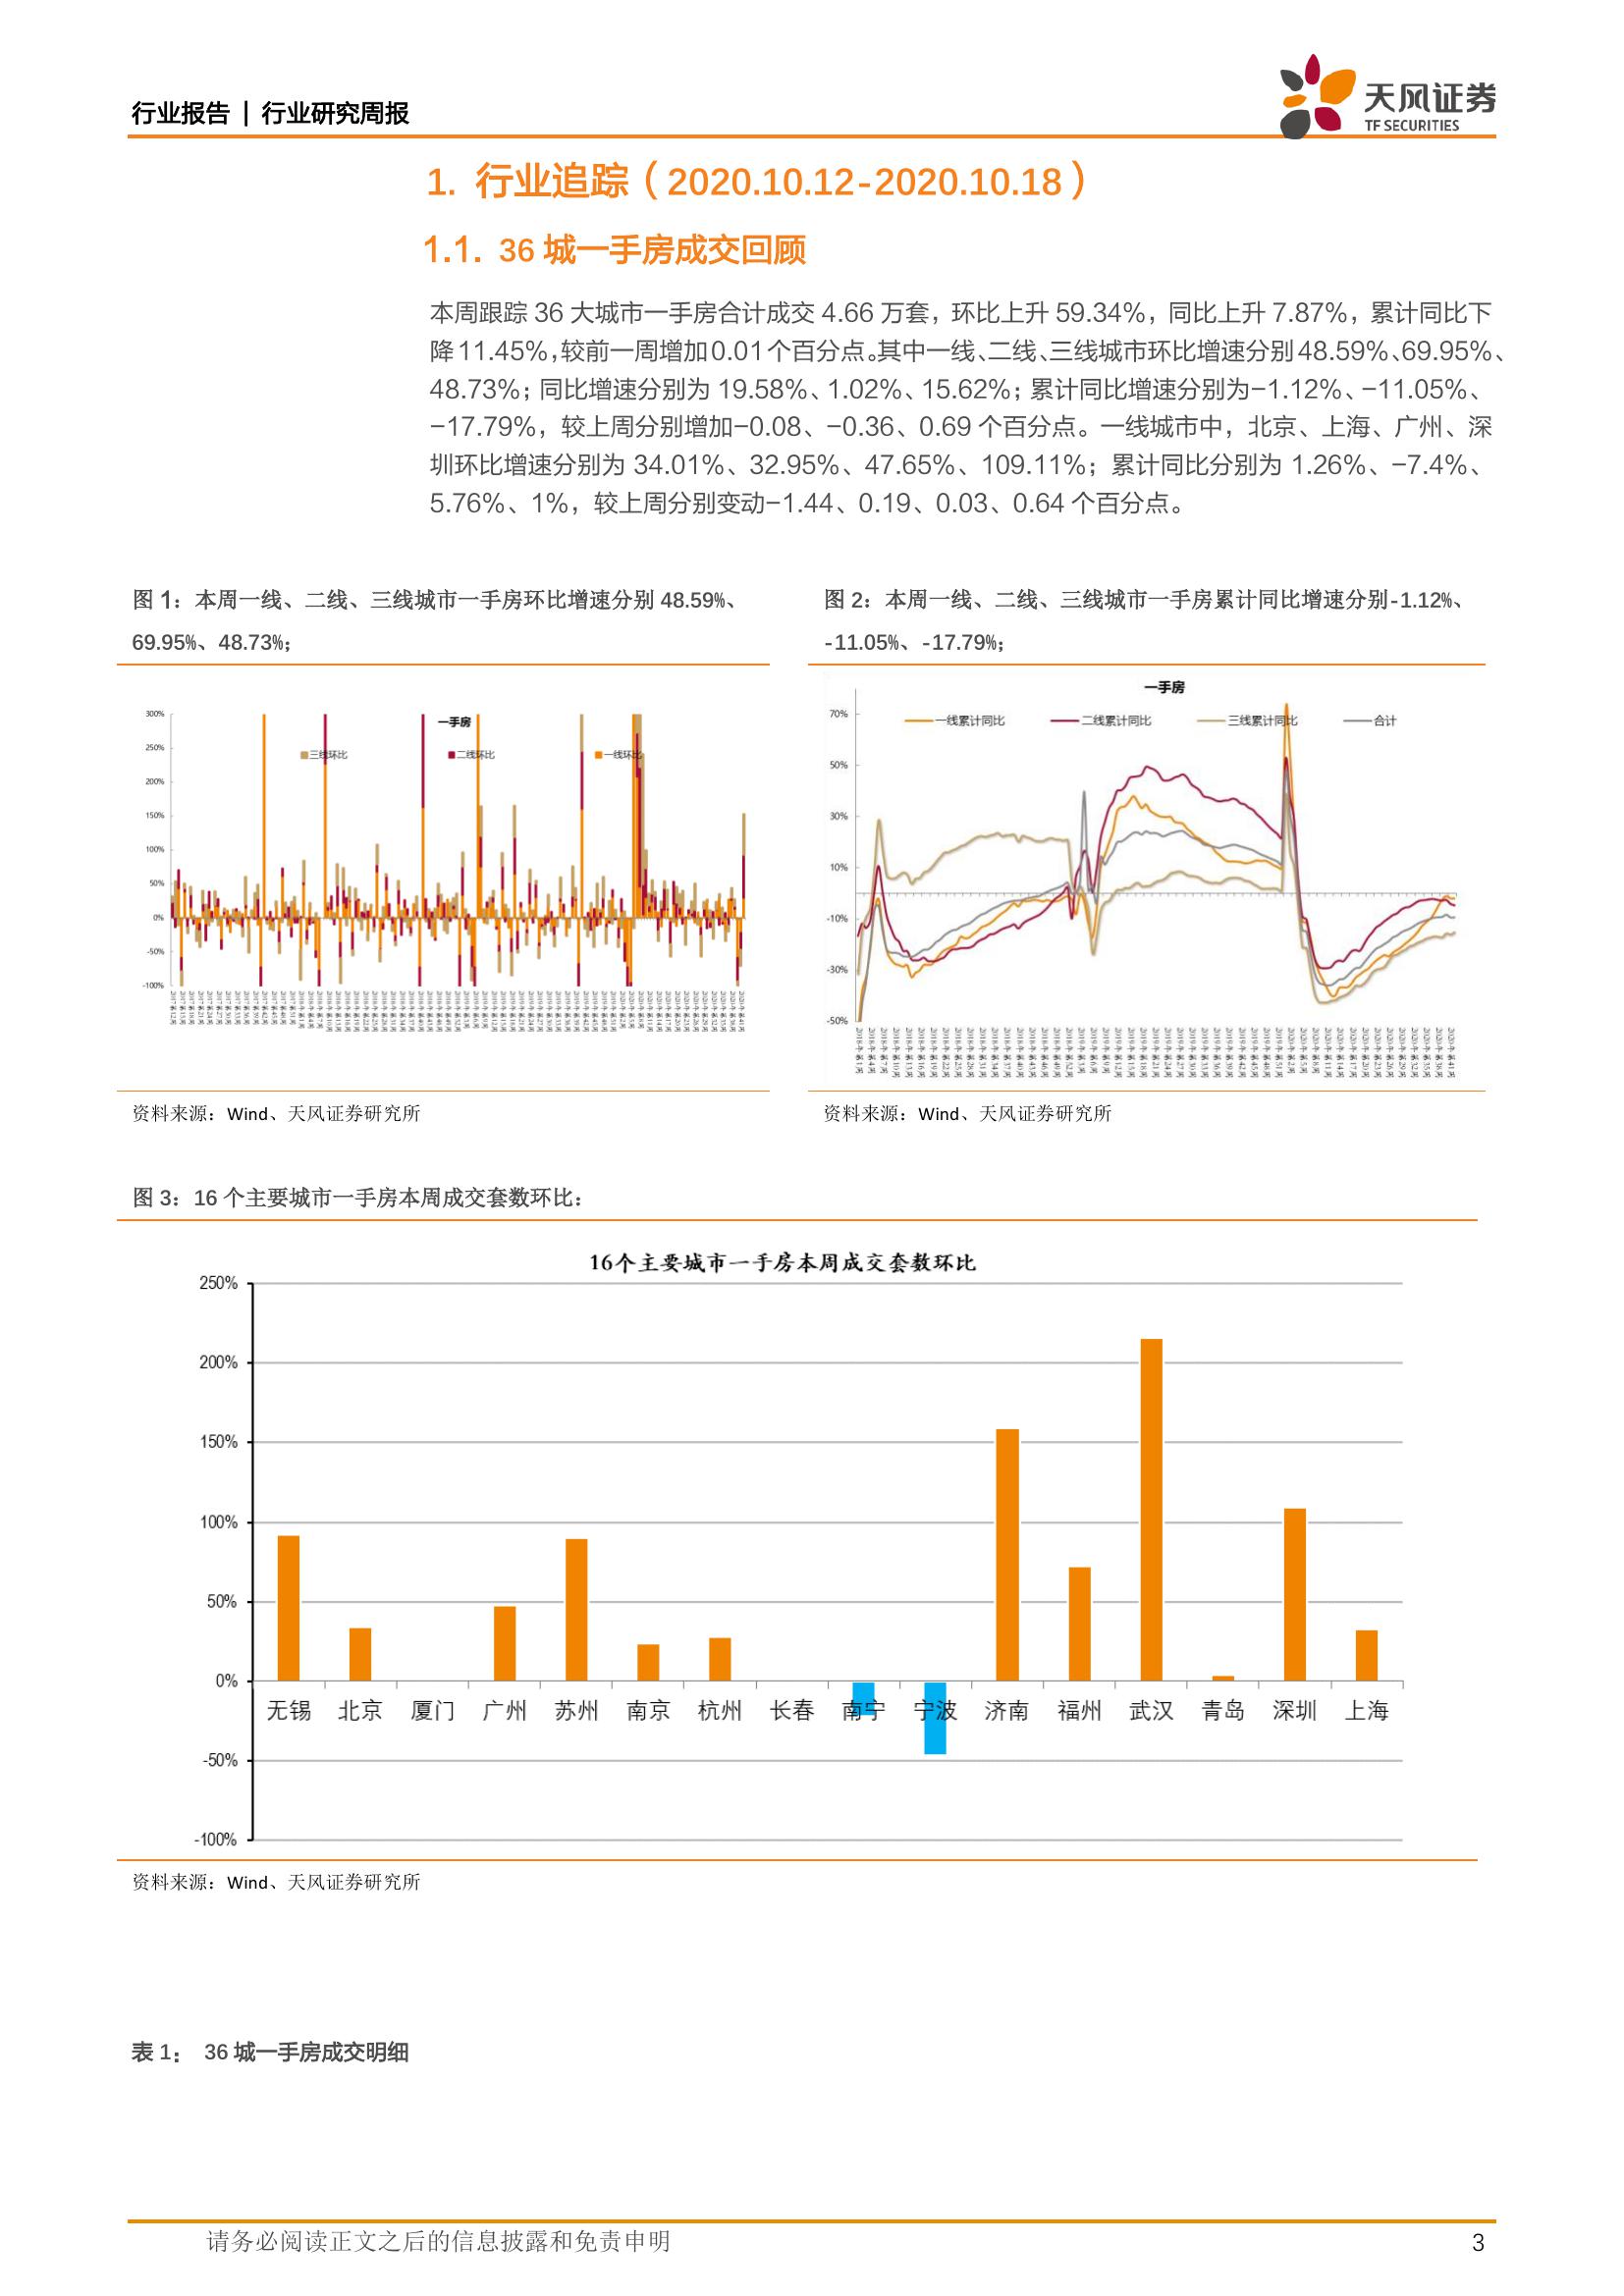 行业报告 | 行业研究周报
天风证券
TF SECURITIES
1. 行业追踪（2020.10.12-2020.10.18）
1.1. 36 城一手房成交回顾
本周跟踪 36 大城市一手房合计成交 4.66 万套，环比上升 59.34%，同比上升 7.87%，累计同比下
降 11.45%，较前一周增加 0.01 个百分点。其中一线、二线、三线城市环比增速分别 48.59%、69.95%、
48.73%；同比增速分别为 19.58%、1.02%、15.62%；累计同比增速分别为-1.12%、-11.05%、
-17.79%，较上周分别增加-0.08、-0.36、0.69 个百分点。一线城市中，北京、上海、广州、深
圳环比增速分别为 34.01%、32.95%、47.65%、109.11%；累计同比分别为 1.26%、-7.4%、
5.76%、1%，较上周分别变动-1.44、0.19、0.03、0.64 个百分点。
图 1：本周一线、二线、三线城市一手房环比增速分别 48.59%、
69.95%、48.73%；
一手房
三线环比 二线环比 一线环比
300%
250%
200%
150%
100%
50%
0%
-50%
-100%
资料来源：Wind、天风证券研究所
图 2：本周一线、二线、三线城市一手房累计同比增速分别-1.12%、
-11.05%、-17.79%；
一手房
一线累计同比 二线累计同比 三线累计同比 合计
70%
50%
30%
10%
-10%
-30%
-50%
资料来源：Wind、天风证券研究所
图 3：16 个主要城市一手房本周成交套数环比：
16个主要城市一手房本周成交套数环比
250%
200%
150%
100%
50%
0%
-50%
-100%
无锡 北京 厦门 广州 苏州 南京 杭州 长春 南宁 宁波 济南 福州 武汉 青岛 深圳 上海
资料来源：Wind、天风证券研究所
表 1： 36 城一手房成交明细
请务必阅读正文之后的信息披露和免责申明
3